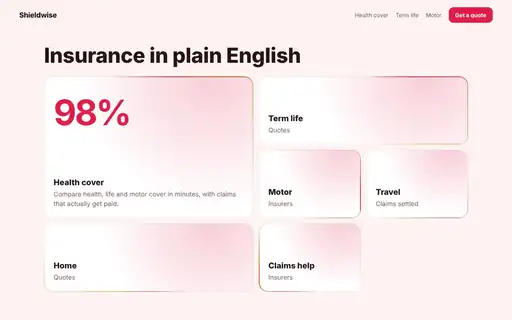 Shieldwise
Health cover
Term life
Motor
Get a quote
Insurance in plain English
98%
Health cover
Compare health, life and motor cover in minutes, with claims
that actually get paid.
Term life
Quotes
Motor
Insurers
Travel
Claims settled
Home
Quotes
Claims help
Insurers